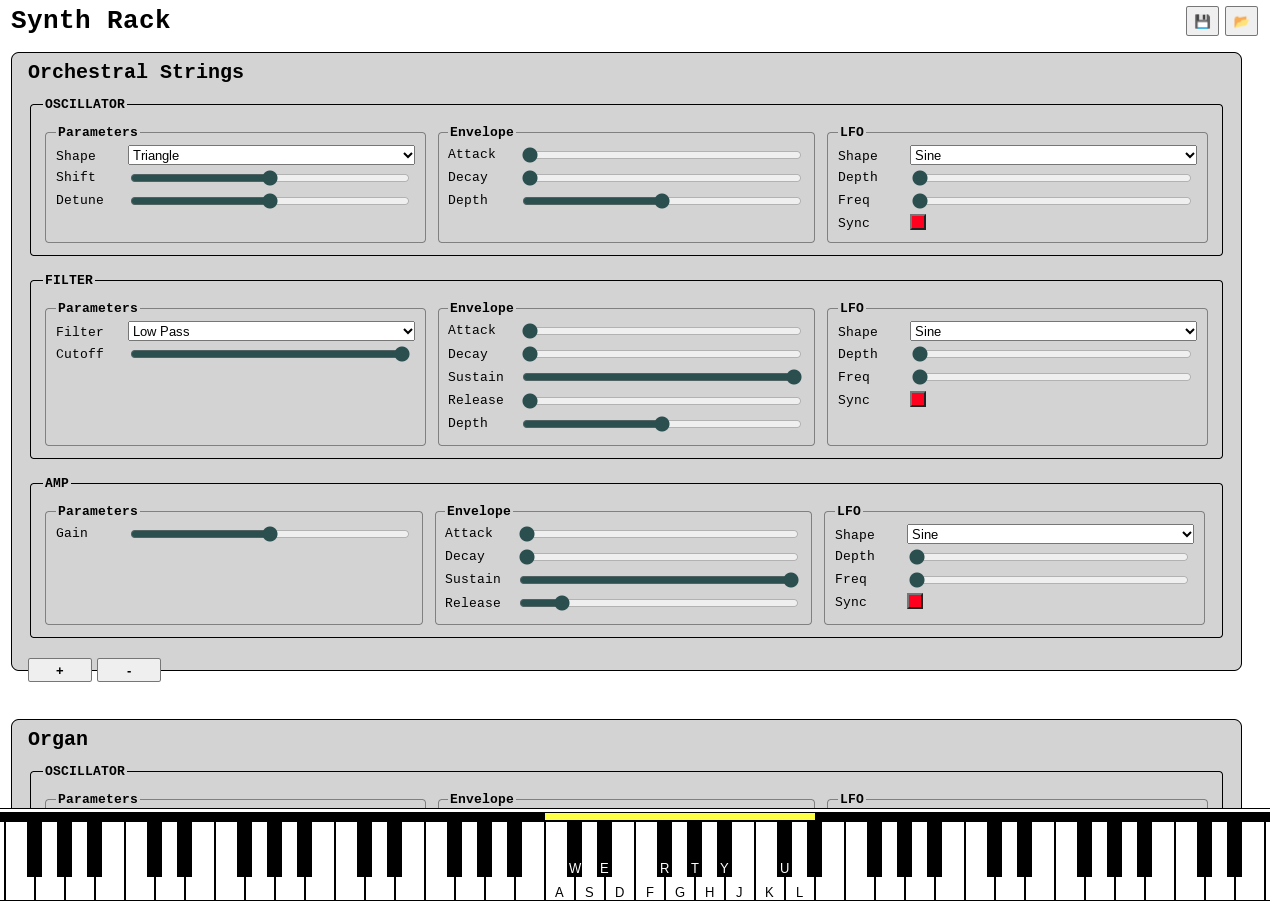 Synth Rack
Orchestral Strings
OSCILLATOR
Parameters
Shape Triangle
Shift
Detune
Envelope
Attack
Decay
Depth
LFO
Shape Sine
Depth
Freq
Sync
FILTER
Parameters
Filter Low Pass
Cutoff
Envelope
Attack
Decay
Sustain
Release
Depth
LFO
Shape Sine
Depth
Freq
Sync
AMP
Parameters
Gain
Envelope
Attack
Decay
Sustain
Release
LFO
Shape Sine
Depth
Freq
Sync
+ -
Organ
OSCILLATOR
Parameters Envelope LFO
W E R T Y U
A S D F G H J K L